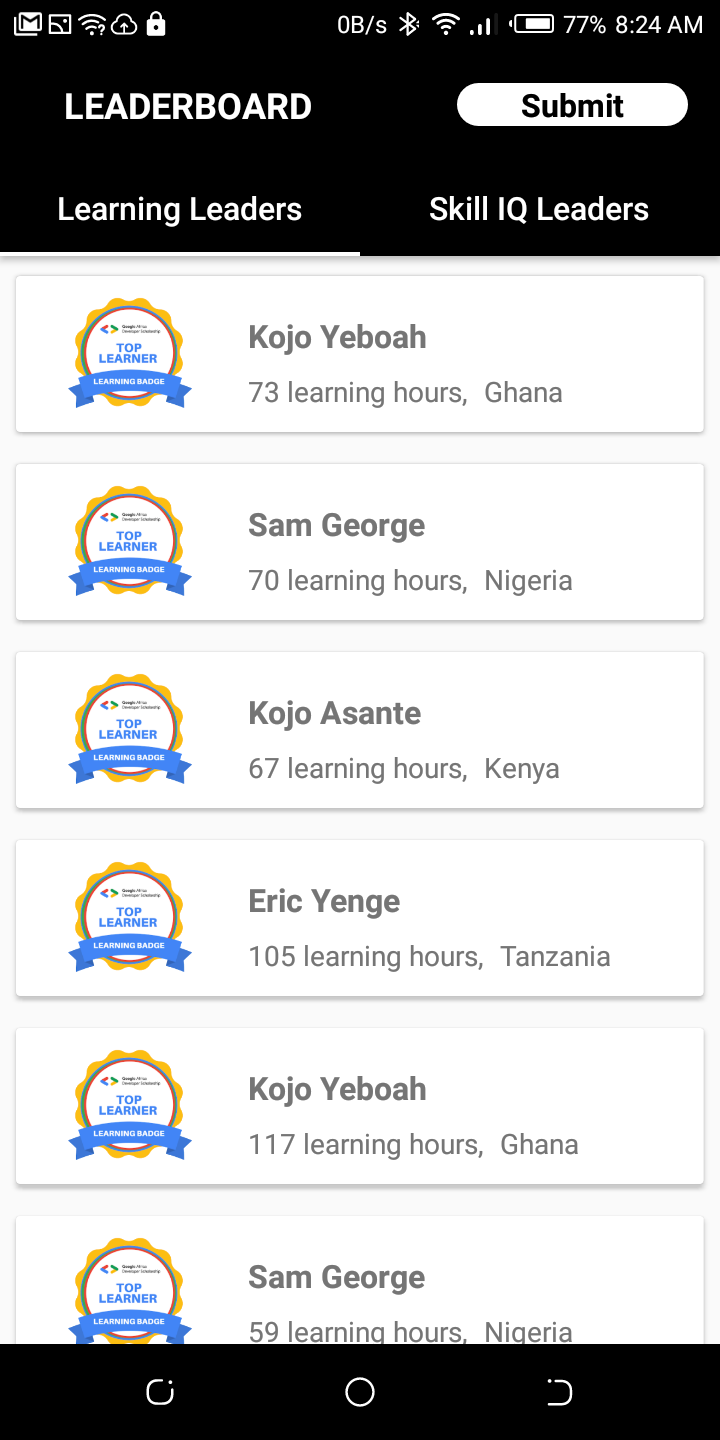 0B/s 77% 8:24 AM
LEADERBOARD Submit
Learning Leaders Skill IQ Leaders
Google Africa
Developer Scholarship
TOP
LEARNER
LEARNING BADGE
Kojo Yeboah
73 learning hours, Ghana
Google Africa
Developer Scholarship
TOP
LEARNER
LEARNING BADGE
Sam George
70 learning hours, Nigeria
Google Africa
Developer Scholarship
TOP
LEARNER
LEARNING BADGE
Kojo Asante
67 learning hours, Kenya
Google Africa
Developer Scholarship
TOP
LEARNER
LEARNING BADGE
Eric Yenge
105 learning hours, Tanzania
Google Africa
Developer Scholarship
TOP
LEARNER
LEARNING BADGE
Kojo Yeboah
117 learning hours, Ghana
Google Africa
Developer Scholarship
TOP
LEARNER
LEARNING BADGE
Sam George
59 learning hours, Nigeria